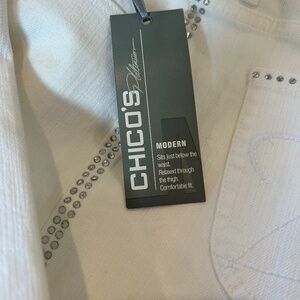 CHICO'S
Platinum
MODERN
Sits just below the
waist.
Relaxed through
the thigh.
Comfortable fit.